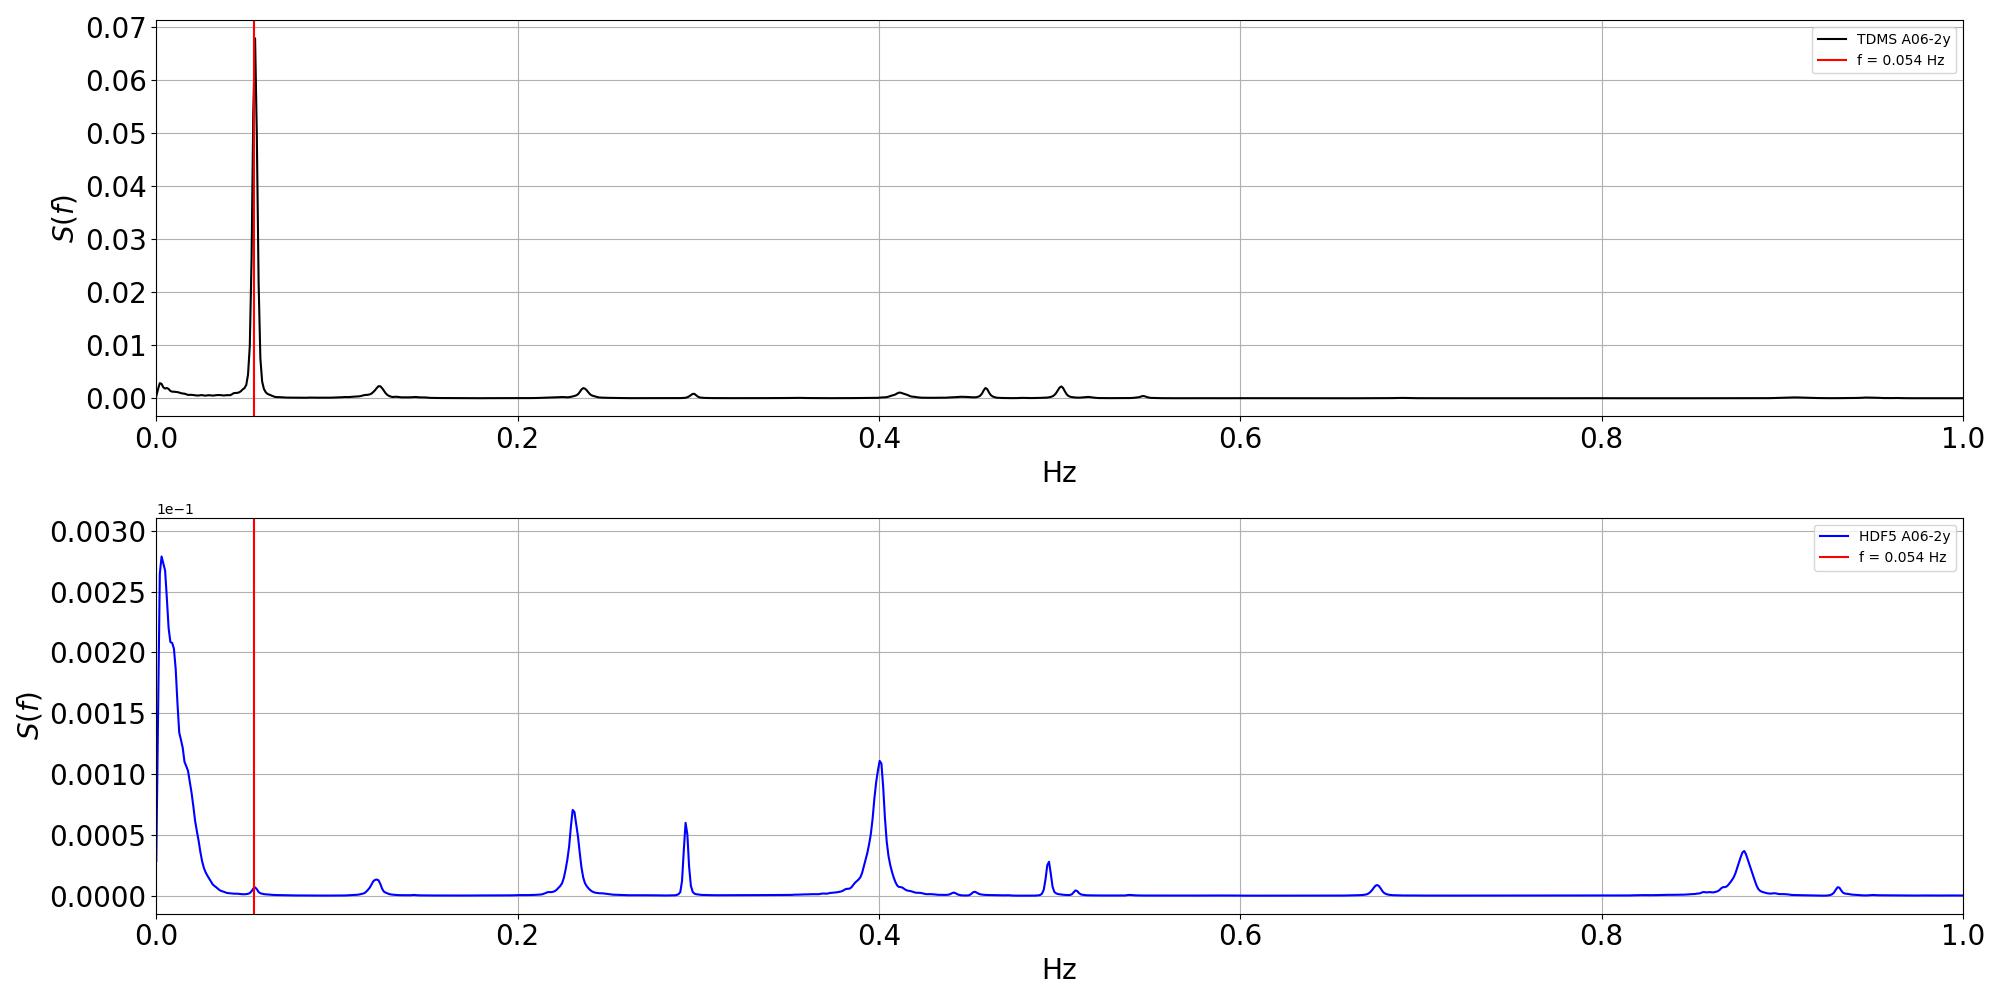 0.07
0.06
0.05
0.04
0.03
0.02
0.01
0.00
S(f)
TDMS A06-2y
f = 0.054 Hz
0.0 0.2 0.4 0.6 0.8 1.0
Hz
1e−1
0.0030
0.0025
0.0020
0.0015
0.0010
0.0005
0.0000
S(f)
HDF5 A06-2y
f = 0.054 Hz
0.0 0.2 0.4 0.6 0.8 1.0
Hz